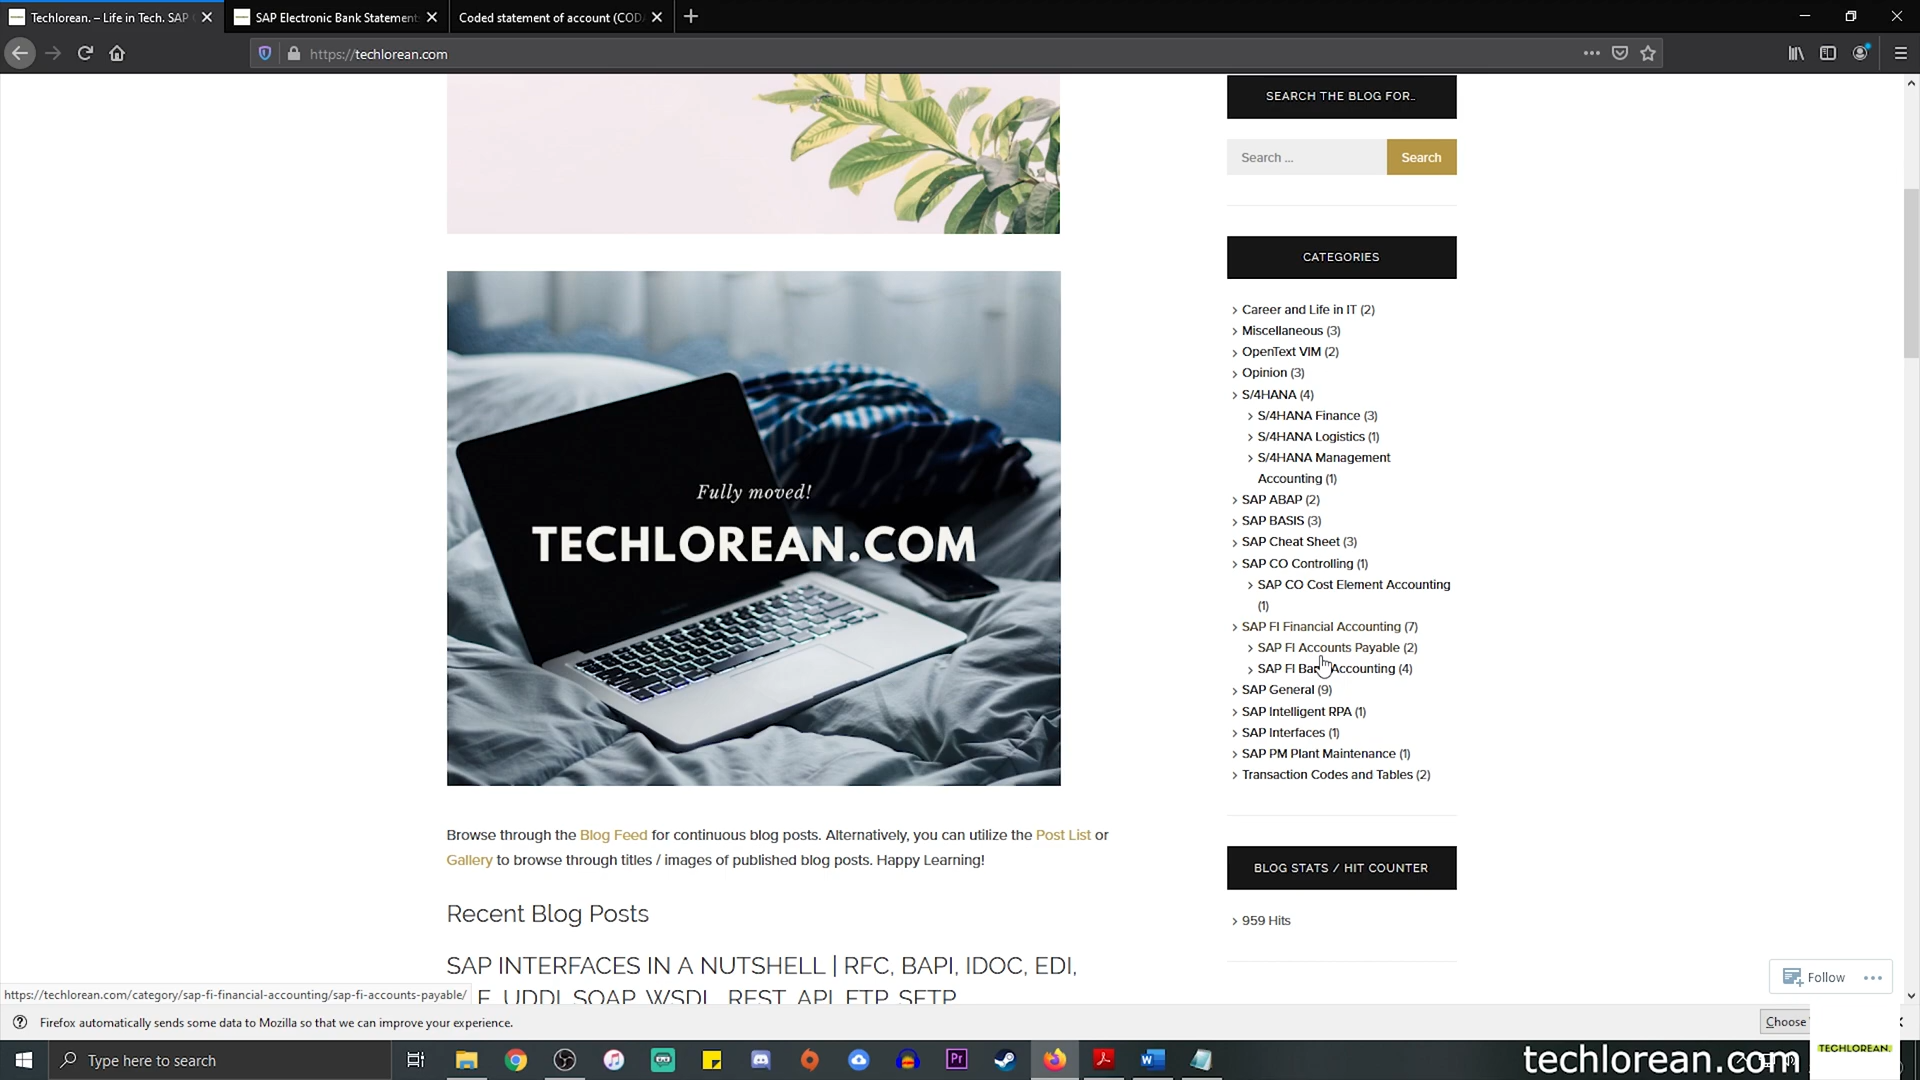 Techlorean. – Life in Tech. SAP
SAP Electronic Bank Statement
Coded statement of account (CODA
https://techlorean.com
SEARCH THE BLOG FOR…
Search ...
Search
CATEGORIES
Career and Life in IT (2)
Miscellaneous (3)
OpenText VIM (2)
Opinion (3)
S/4HANA (4)
S/4HANA Finance (3)
S/4HANA Logistics (1)
S/4HANA Management
Accounting (1)
SAP ABAP (2)
SAP BASIS (3)
SAP Cheat Sheet (3)
SAP CO Controlling (1)
SAP CO Cost Element Accounting
(1)
SAP FI Financial Accounting (7)
SAP FI Accounts Payable (2)
SAP FI Bank Accounting (4)
SAP General (9)
SAP Intelligent RPA (1)
SAP Interfaces (1)
SAP PM Plant Maintenance (1)
Transaction Codes and Tables (2)
BLOG STATS / HIT COUNTER
959 Hits
Fully moved!
TECHLOREAN.COM
Browse through the Blog Feed for continuous blog posts. Alternatively, you can utilize the Post List or
Gallery to browse through titles / images of published blog posts. Happy Learning!
Recent Blog Posts
SAP INTERFACES IN A NUTSHELL | RFC, BAPI, IDOC, EDI,
E, UDDI, SOAP, WSDL, REST, API, FTP, SFTP
Follow
https://techlorean.com/category/sap-fi-financial-accounting/sap-fi-accounts-payable/
Firefox automatically sends some data to Mozilla so that we can improve your experience.
Choose
Type here to search
techlorean.com
TECHLOREAN